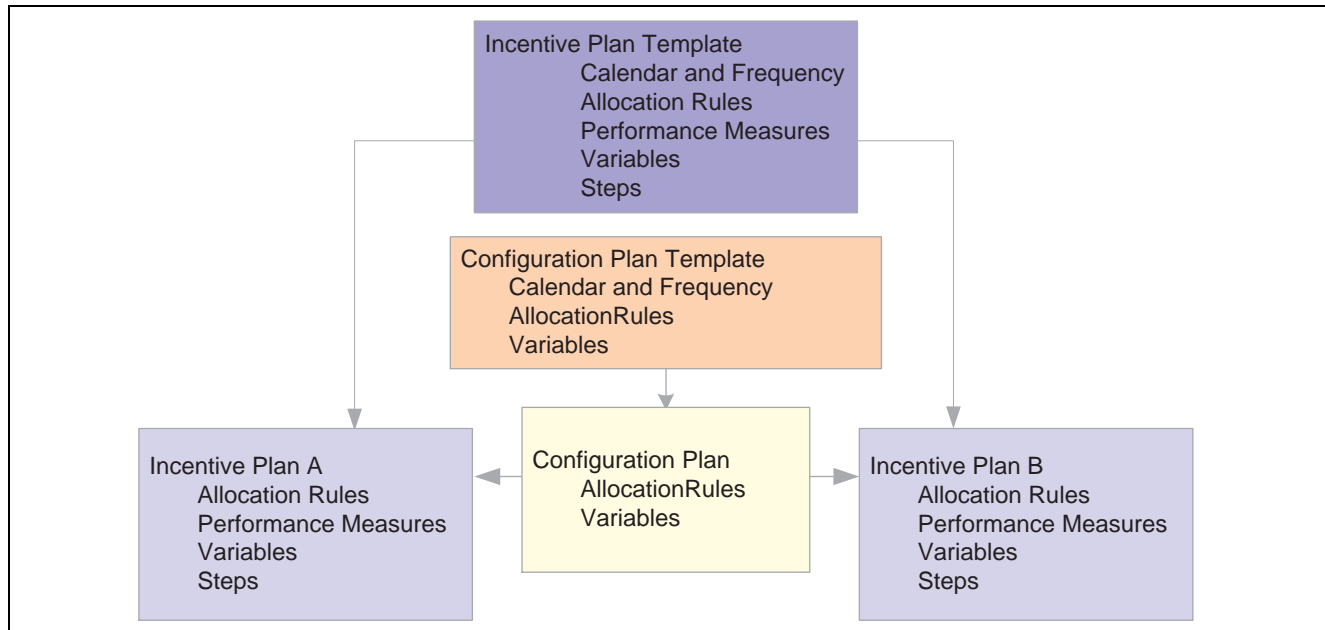 Incentive Plan Template
Calendar and Frequency
Allocation Rules
Performance Measures
Variables
Steps
Configuration Plan Template
Calendar and Frequency
AllocationRules
Variables
Incentive Plan A
Allocation Rules
Performance Measures
Variables
Steps
Configuration Plan
AllocationRules
Variables
Incentive Plan B
Allocation Rules
Performance Measures
Variables
Steps